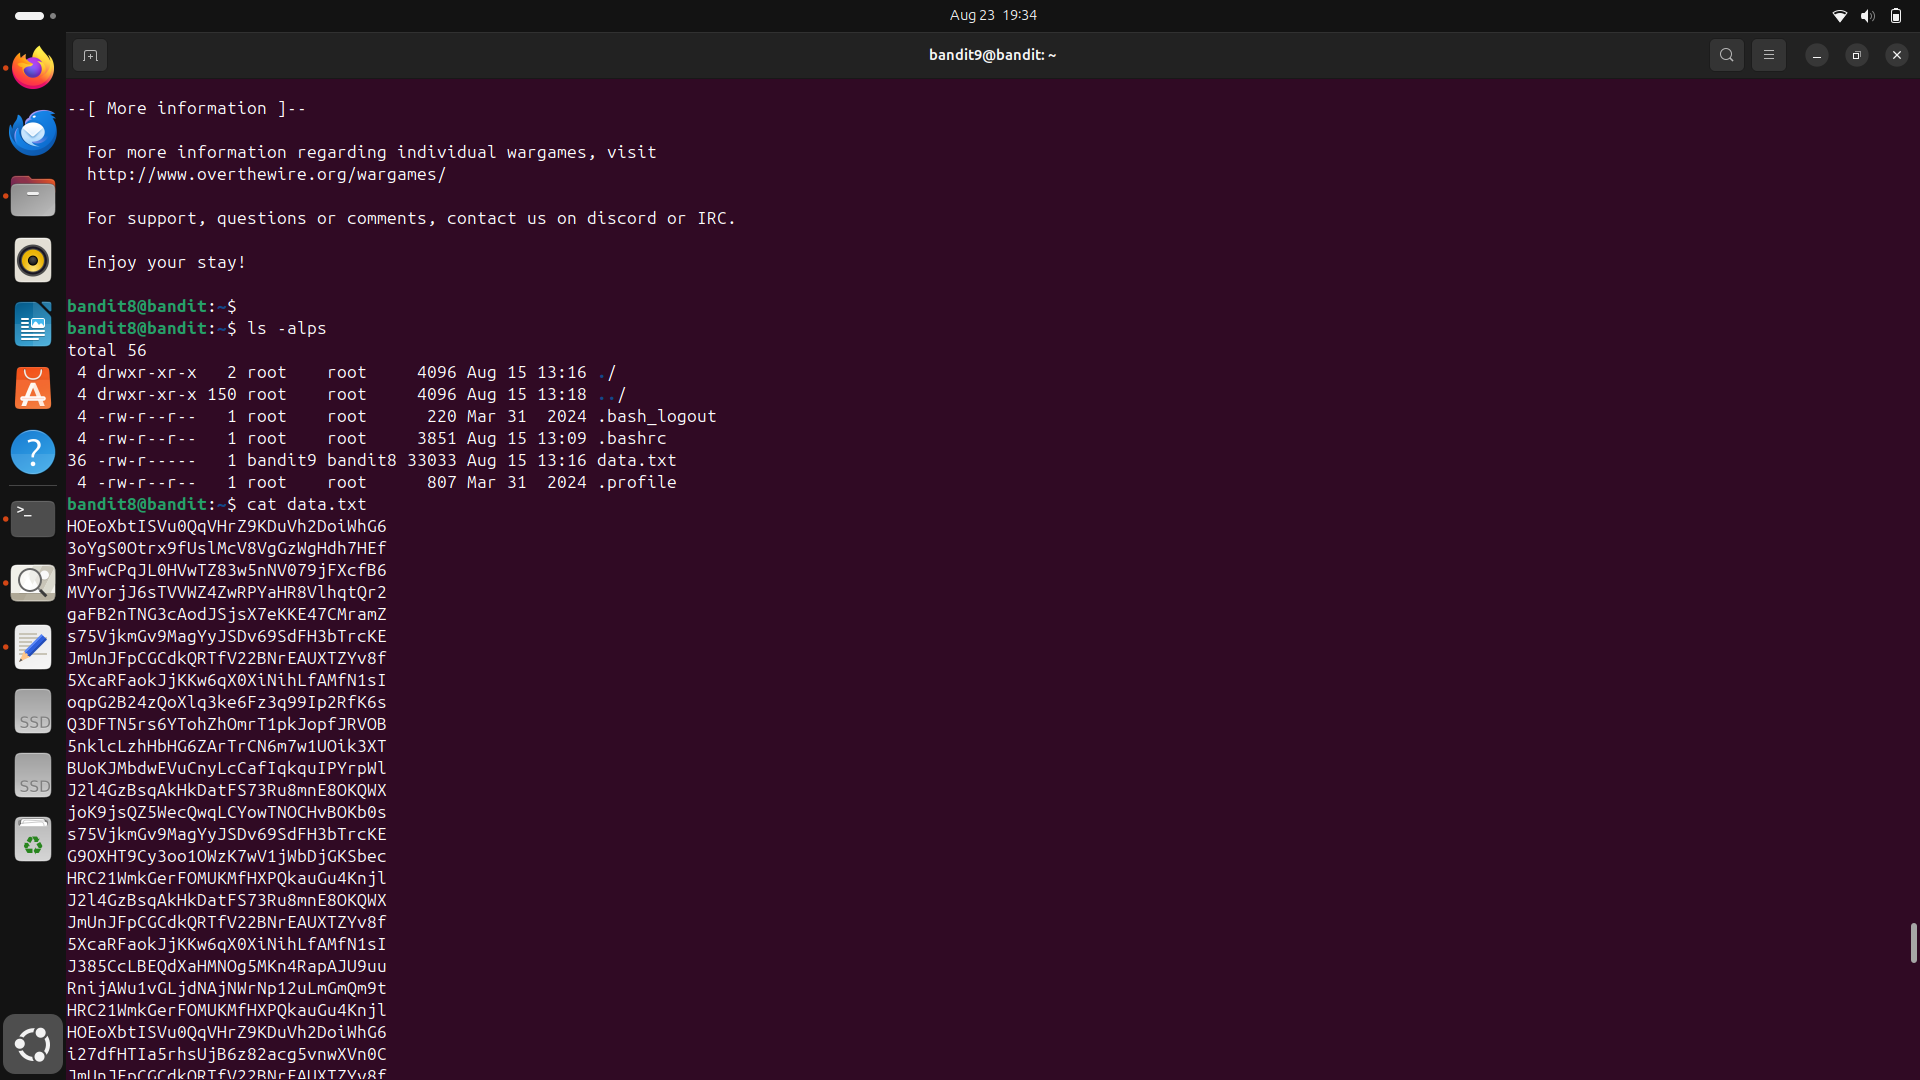 Aug 23 19:34
bandit9@bandit: ~
--[ More information ]--
For more information regarding individual wargames, visit
http://www.overthewire.org/wargames/
For support, questions or comments, contact us on discord or IRC.
Enjoy your stay!
bandit8@bandit:~$
bandit8@bandit:~$ ls -alps
total 56
4 drwxr-xr-x 2 root root 4096 Aug 15 13:16 ./
4 drwxr-xr-x 150 root root 4096 Aug 15 13:18 ../
4 -rw-r--r-- 1 root root 220 Mar 31 2024 .bash_logout
4 -rw-r--r-- 1 root root 3851 Aug 15 13:09 .bashrc
36 -rw-r----- 1 bandit9 bandit8 33033 Aug 15 13:16 data.txt
4 -rw-r--r-- 1 root root 807 Mar 31 2024 .profile
bandit8@bandit:~$ cat data.txt
HOEoXbtISVu0QqVHrZ9KDuVh2DoiWhG6
3oYgS0Otrx9fUslMcV8VgGzWgHdh7HEf
3mFwCPqJL0HVwTZ83w5nNV079jFXcfB6
MVYorjJ6sTVVWZ4ZwRPYaHR8VlhqtQr2
gaFB2nTNG3cAodJSjsX7eKKE47CMramZ
s75VjkmGv9MagYyJSDv69SdFH3bTrcKE
JmUnJFpCGCdkQRTfV22BNrEAUXTZYv8f
5XcaRFaokJjKKw6qX0XiNihLfAMfN1sI
oqpG2B24zQoXlq3ke6Fz3q99Ip2RfK6s
Q3DFTN5rs6YTohZhOmrT1pkJopfJRVOB
5nklcLzhHbHG6ZArTrCN6m7w1UOik3XT
BUoKJMbdwEVuCnyLcCafIqkquIPYrpWl
J2l4GzBsqAkHkDatFS73Ru8mnE8OKQWX
joK9jsQZ5WecQwqLCYowTNOCHvBOKb0s
s75VjkmGv9MagYyJSDv69SdFH3bTrcKE
G9OXHT9Cy3oo1OWzK7wV1jWbDjGKSbec
HRC21WmkGerFOMUKMfHXPQkauGu4Knjl
J2l4GzBsqAkHkDatFS73Ru8mnE8OKQWX
JmUnJFpCGCdkQRTfV22BNrEAUXTZYv8f
5XcaRFaokJjKKw6qX0XiNihLfAMfN1sI
J385CcLBEQdXaHMNOg5MKn4RapAJU9uu
RnijAWu1vGLjdNAjNWrNp12uLmGmQm9t
HRC21WmkGerFOMUKMfHXPQkauGu4Knjl
HOEoXbtISVu0QqVHrZ9KDuVh2DoiWhG6
i27dfHTIa5rhsUjB6z82acg5vnwXVn0C
JmUnJFpCGCdkQRTfV22BNrEAUXTZYv8f
SSD
SSD